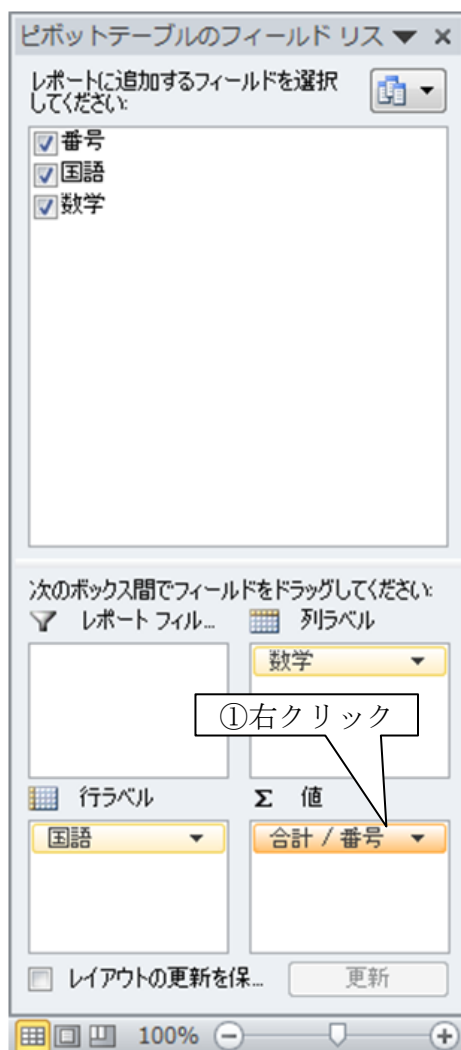 ピボットテーブルのフィールド リス
レポートに追加するフィールドを選択
してください:
番号
国語
数学
次のボックス間でフィールドをドラッグしてください:
レポート フィル... 列ラベル
数学
①右クリック
行ラベル Σ 値
国語 合計 / 番号
レイアウトの更新を保... 更新
100%